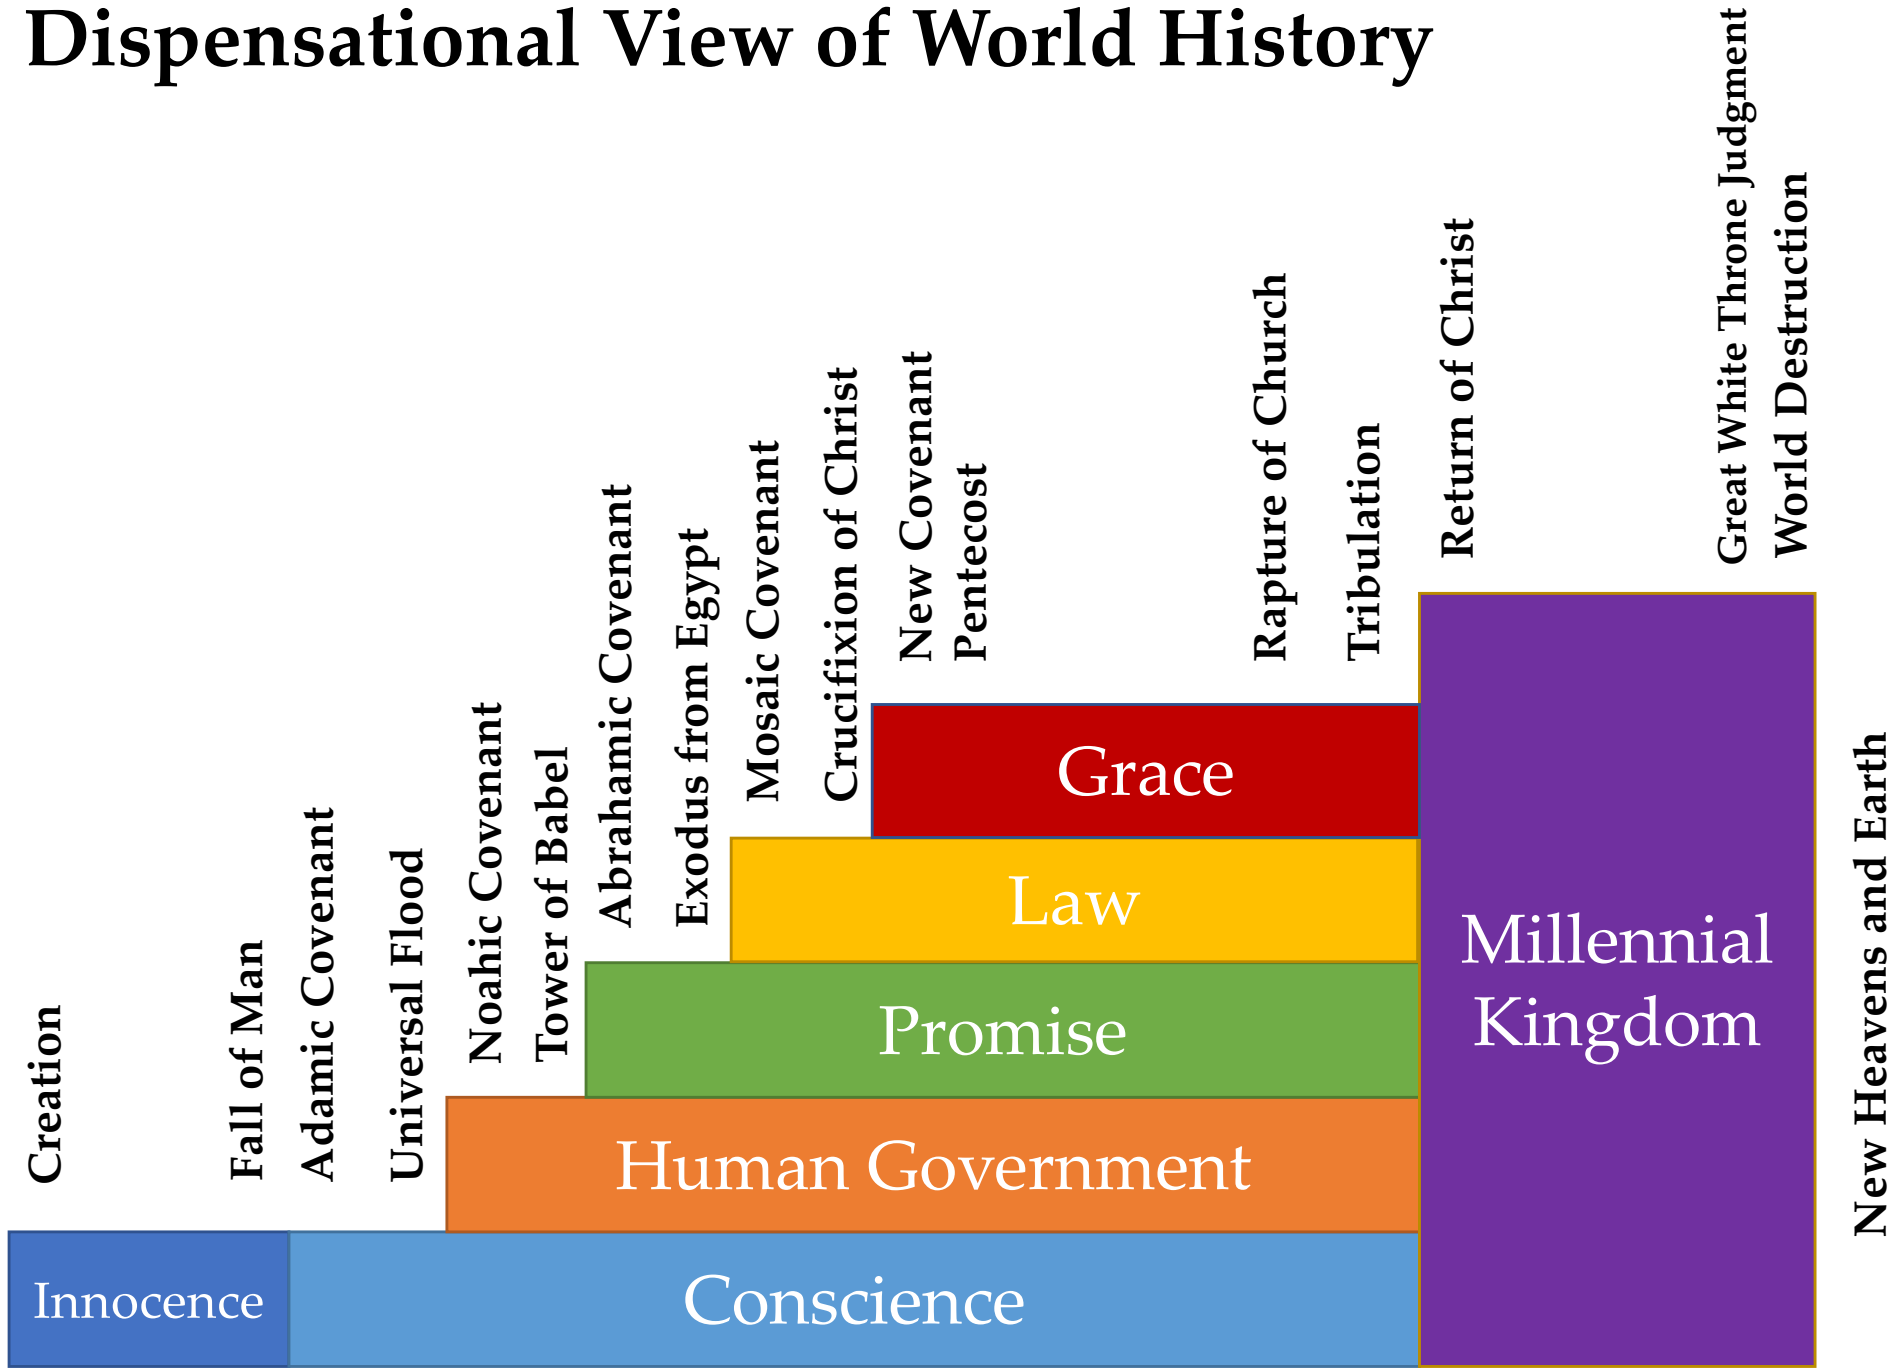 Dispensational View of World History
Creation
Fall of Man
Adamic Covenant
Universal Flood
Noahic Covenant
Tower of Babel
Abrahamic Covenant
Exodus from Egypt
Mosaic Covenant
Crucifixion of Christ
New Covenant
Pentecost
Rapture of Church
Tribulation
Return of Christ
Great White Throne Judgment
World Destruction
New Heavens and Earth
Grace
Law
Promise
Human Government
Innocence
Conscience
Millennial
Kingdom